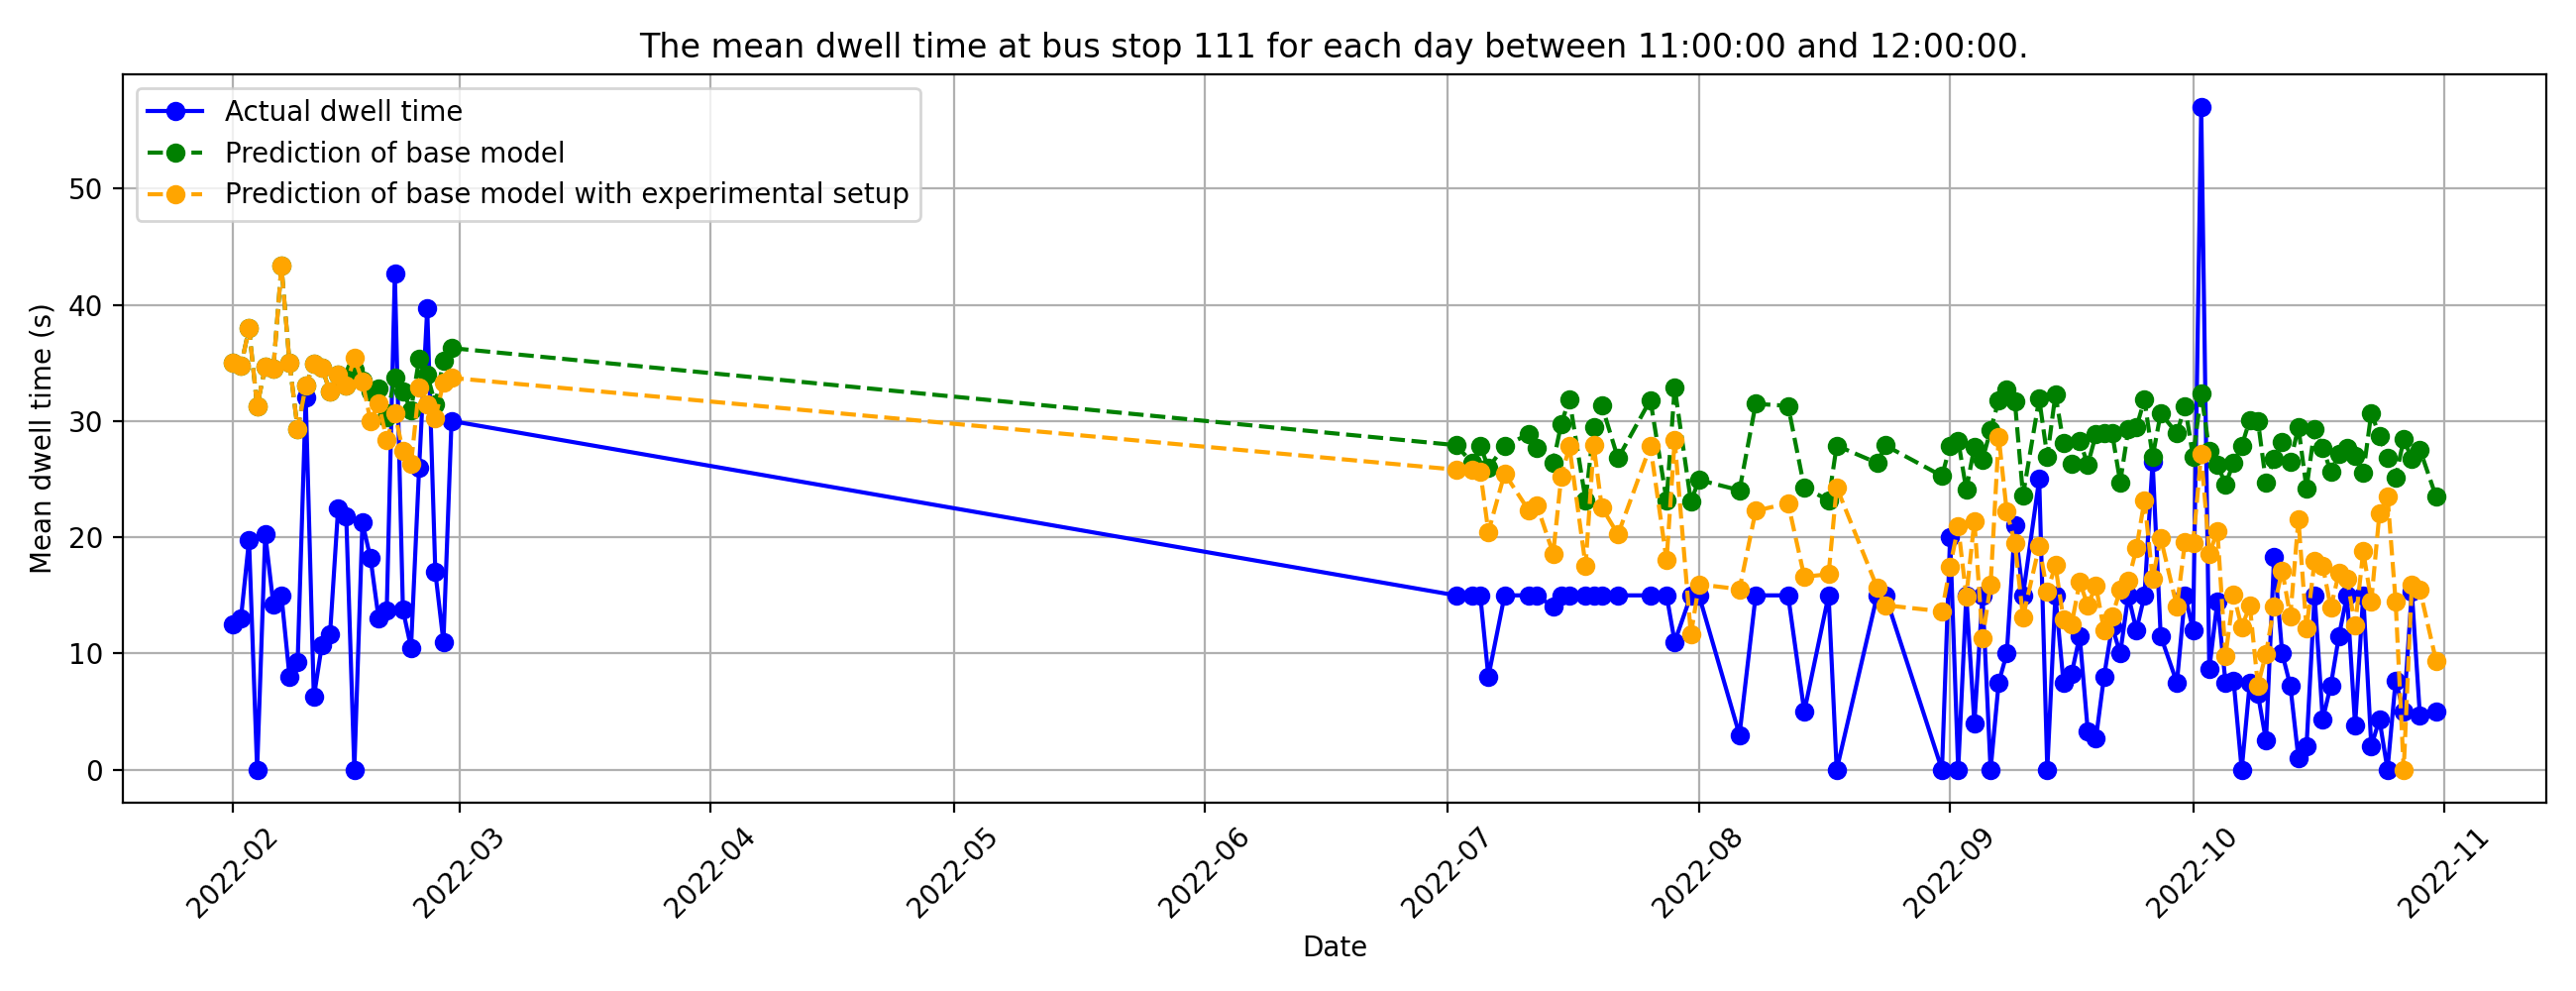 The mean dwell time at bus stop 111 for each day between 11:00:00 and 12:00:00.
Actual dwell time
Prediction of base model
Prediction of base model with experimental setup
Mean dwell time (s)
50
40
30
20
10
0
2022-02
2022-03
2022-04
2022-05
2022-06
2022-07
2022-08
2022-09
2022-10
2022-11
Date